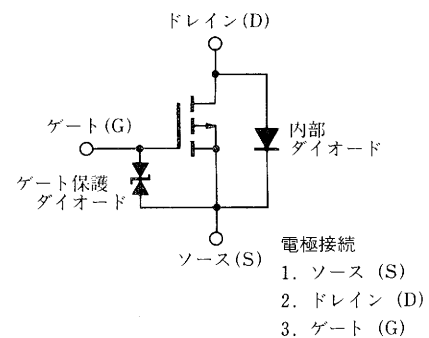 ドレイン(D)
ゲート(G)
内部
ダイオード
ゲート保護
ダイオード
ソース(S)
電極接続
1. ソース (S)
2. ドレイン (D)
3. ゲート (G)